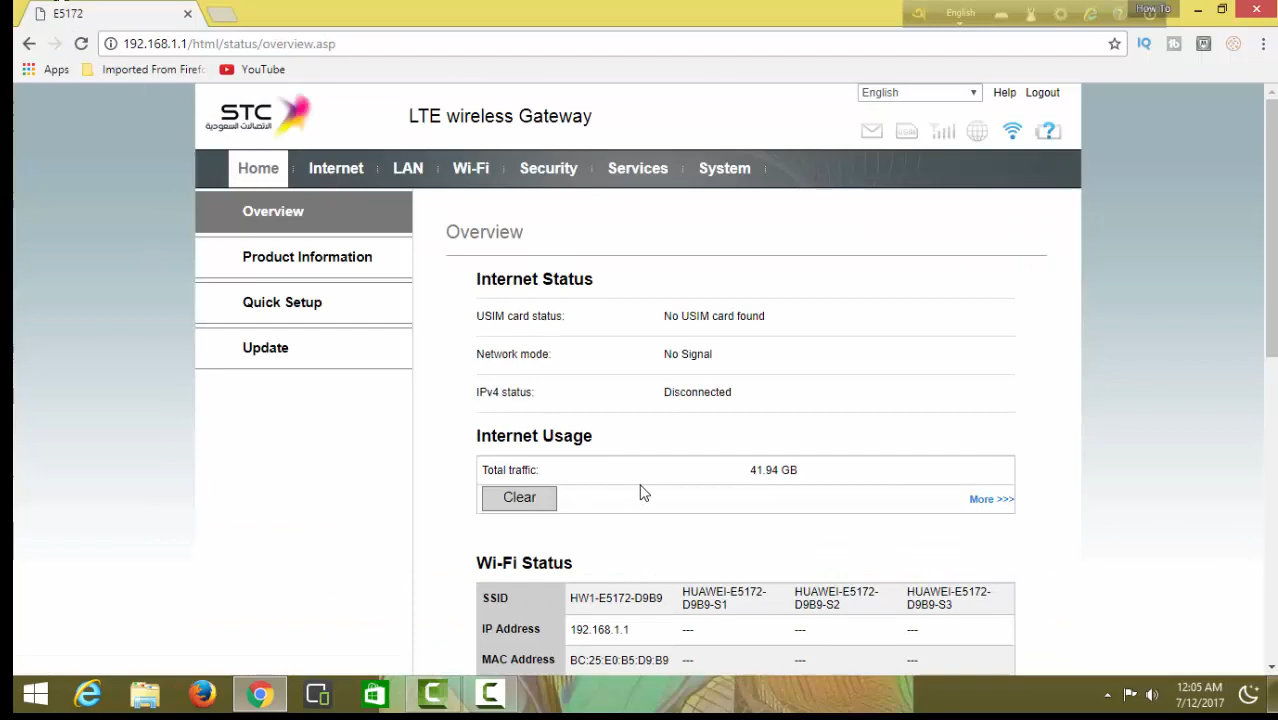 E5172
English
How To
192.168.1.1/html/status/overview.asp
IQ
Apps Imported From Firefo YouTube
STC
الاتصالات السعودية
LTE wireless Gateway
English Help Logout
Home Internet LAN Wi-Fi Security Services System
Overview
Product Information
Quick Setup
Update
Overview
Internet Status
USIM card status: No USIM card found
Network mode: No Signal
IPv4 status: Disconnected
Internet Usage
Total traffic: 41.94 GB
Clear More >>>
Wi-Fi Status
SSID HW1-E5172-D9B9 HUAWEI-E5172-D9B9-S1 HUAWEI-E5172-D9B9-S2 HUAWEI-E5172-D9B9-S3
IP Address 192.168.1.1 --- --- ---
MAC Address BC:25:E0:B5:D9:B9 --- --- ---
12:05 AM
7/12/2017